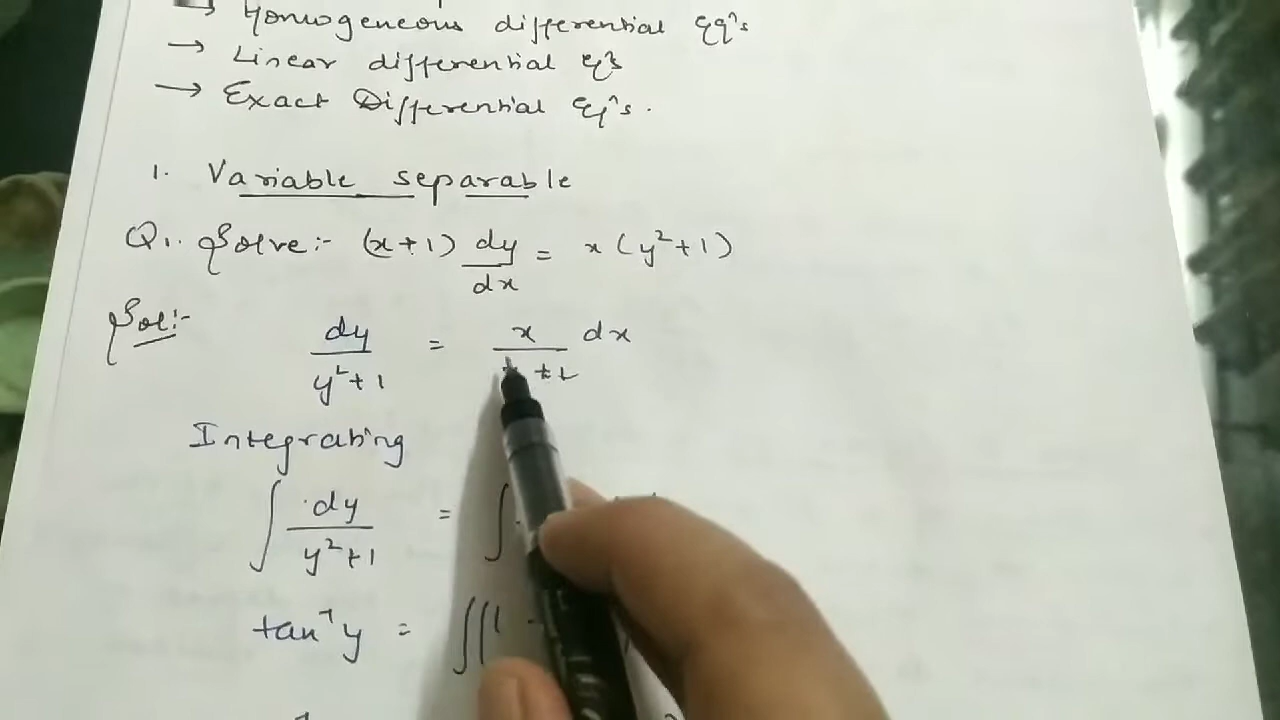 → Homogeneous differential Eqⁿs
→ Linear differential Eqⁿs
→ Exact Differential Eqⁿs.
1. Variable separable
Q1. Solve:- (x+1) dy/dx = x(y²+1)
Sol:- dy/(y²+1) = x/(x+1) dx
Integrating
∫ dy/(y²+1) = ∫
tan⁻¹y = ∫(1 -